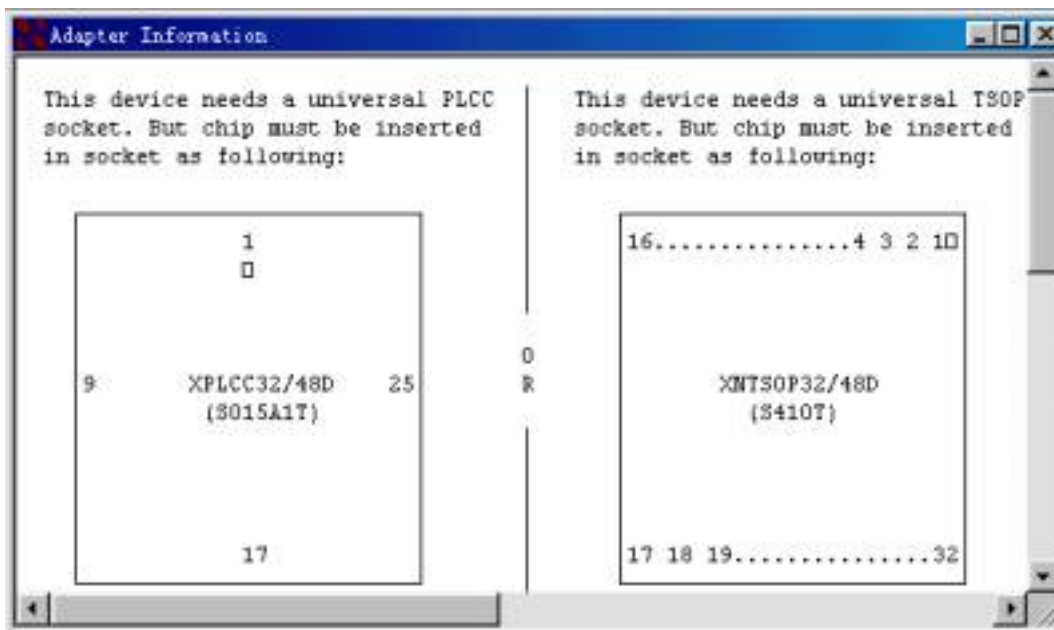 Adapter Information
This device needs a universal PLCC
socket. But chip must be inserted
in socket as following:
1
9 XPLCC32/48D 25
(S015A1T)
17
O
R
This device needs a universal TSOP
socket. But chip must be inserted
in socket as following:
16...............4 3 2 1
XNTSOP32/48D
(S410T)
17 18 19...............32